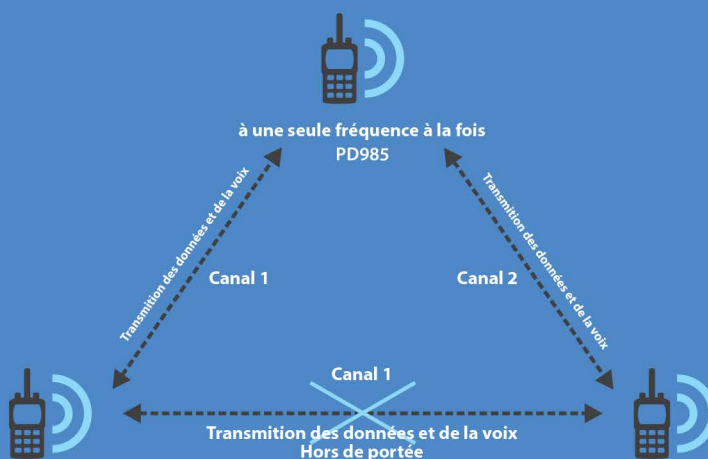 à une seule fréquence à la fois
PD985
Transmition des données et de la voix
Transmition des données et de la voix
Canal 1
Canal 2
Canal 1
Transmition des données et de la voix
Hors de portée